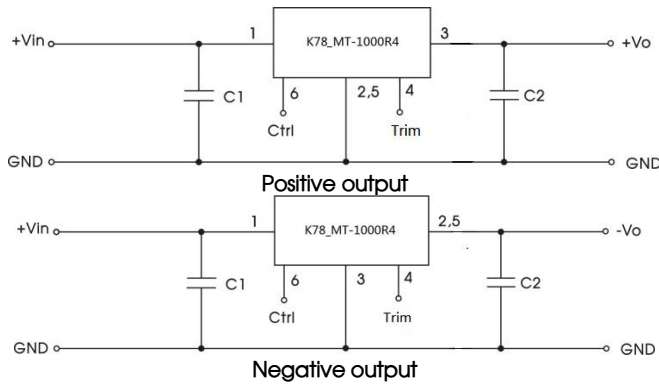 +Vin 1 K78_MT-1000R4 3 +Vo
C1 6 2,5 4 C2
Ctrl Trim
GND GND
Positive output
+Vin 1 K78_MT-1000R4 2,5 -Vo
C1 6 3 4 C2
Ctrl Trim
GND GND
Negative output